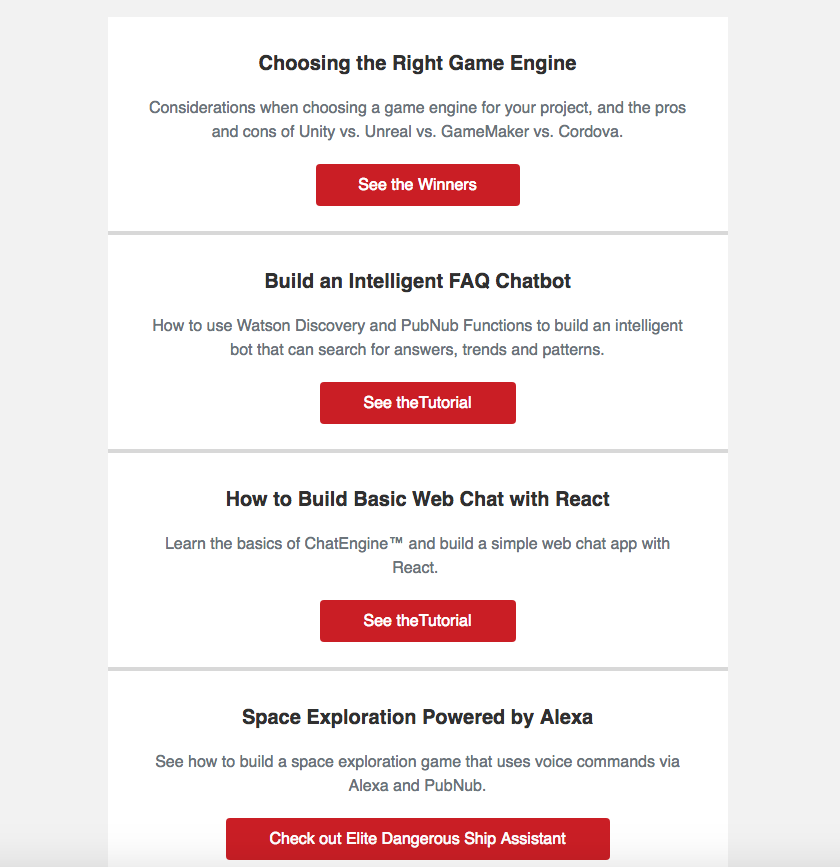 Choosing the Right Game Engine
Considerations when choosing a game engine for your project, and the pros
and cons of Unity vs. Unreal vs. GameMaker vs. Cordova.
See the Winners
Build an Intelligent FAQ Chatbot
How to use Watson Discovery and PubNub Functions to build an intelligent
bot that can search for answers, trends and patterns.
See theTutorial
How to Build Basic Web Chat with React
Learn the basics of ChatEngine™ and build a simple web chat app with
React.
See theTutorial
Space Exploration Powered by Alexa
See how to build a space exploration game that uses voice commands via
Alexa and PubNub.
Check out Elite Dangerous Ship Assistant